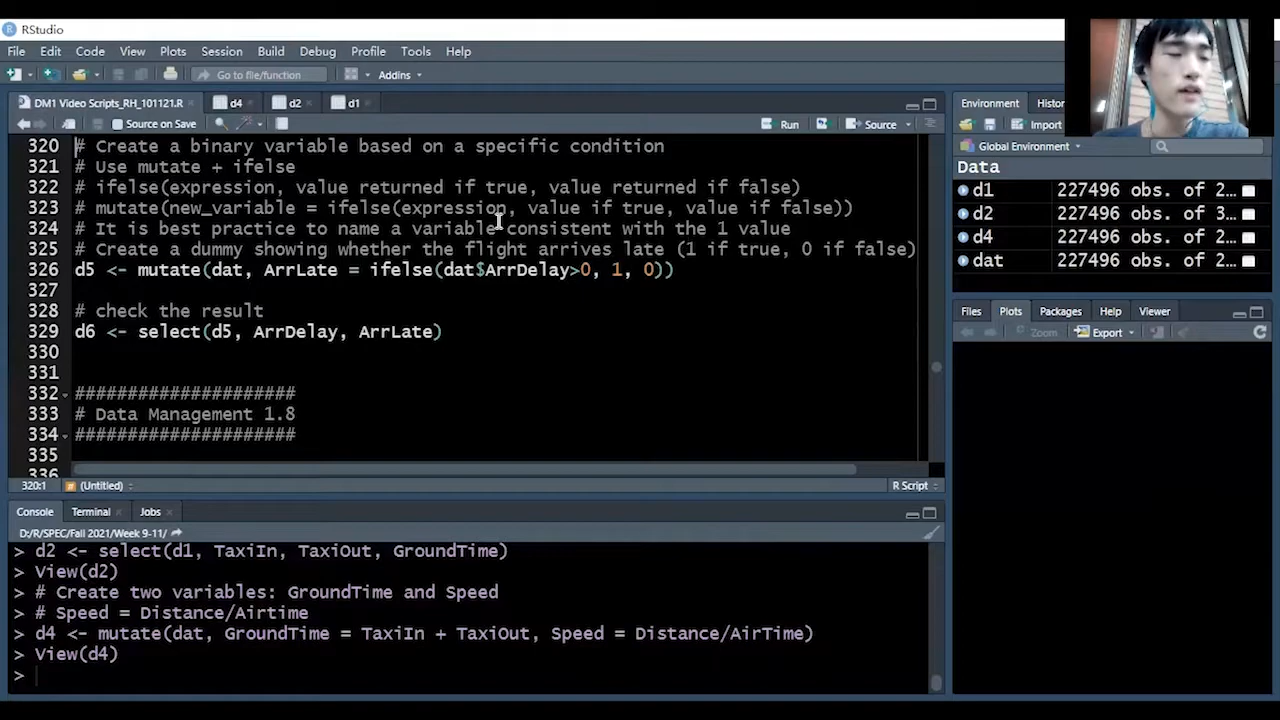 RStudio
File Edit Code View Plots Session Build Debug Profile Tools Help
Go to file/function Addins
DM1 Video Scripts_RH_101121.R d4 d2 d1
Source on Save Run Source
320 # Create a binary variable based on a specific condition
321 # Use mutate + ifelse
322 # ifelse(expression, value returned if true, value returned if false)
323 # mutate(new_variable = ifelse(expression, value if true, value if false))
324 # It is best practice to name a variable consistent with the 1 value
325 # Create a dummy showing whether the flight arrives late (1 if true, 0 if false)
326 d5 <- mutate(dat, ArrLate = ifelse(dat$ArrDelay>0, 1, 0))
327
328 # check the result
329 d6 <- select(d5, ArrDelay, ArrLate)
330
331
332 ####################
333 # Data Management 1.8
334 ####################
335
336
320:1 (Untitled) R Script
Console Terminal Jobs
D:/R/SPEC/Fall 2021/Week 9-11/
> d2 <- select(d1, TaxiIn, TaxiOut, GroundTime)
> View(d2)
> # Create two variables: GroundTime and Speed
> # Speed = Distance/Airtime
> d4 <- mutate(dat, GroundTime = TaxiIn + TaxiOut, Speed = Distance/AirTime)
> View(d4)
>
Environment Histor
Import
Global Environment
Data
d1 227496 obs. of 2...
d2 227496 obs. of 3...
d4 227496 obs. of 2...
dat 227496 obs. of 2...
Files Plots Packages Help Viewer
Zoom Export